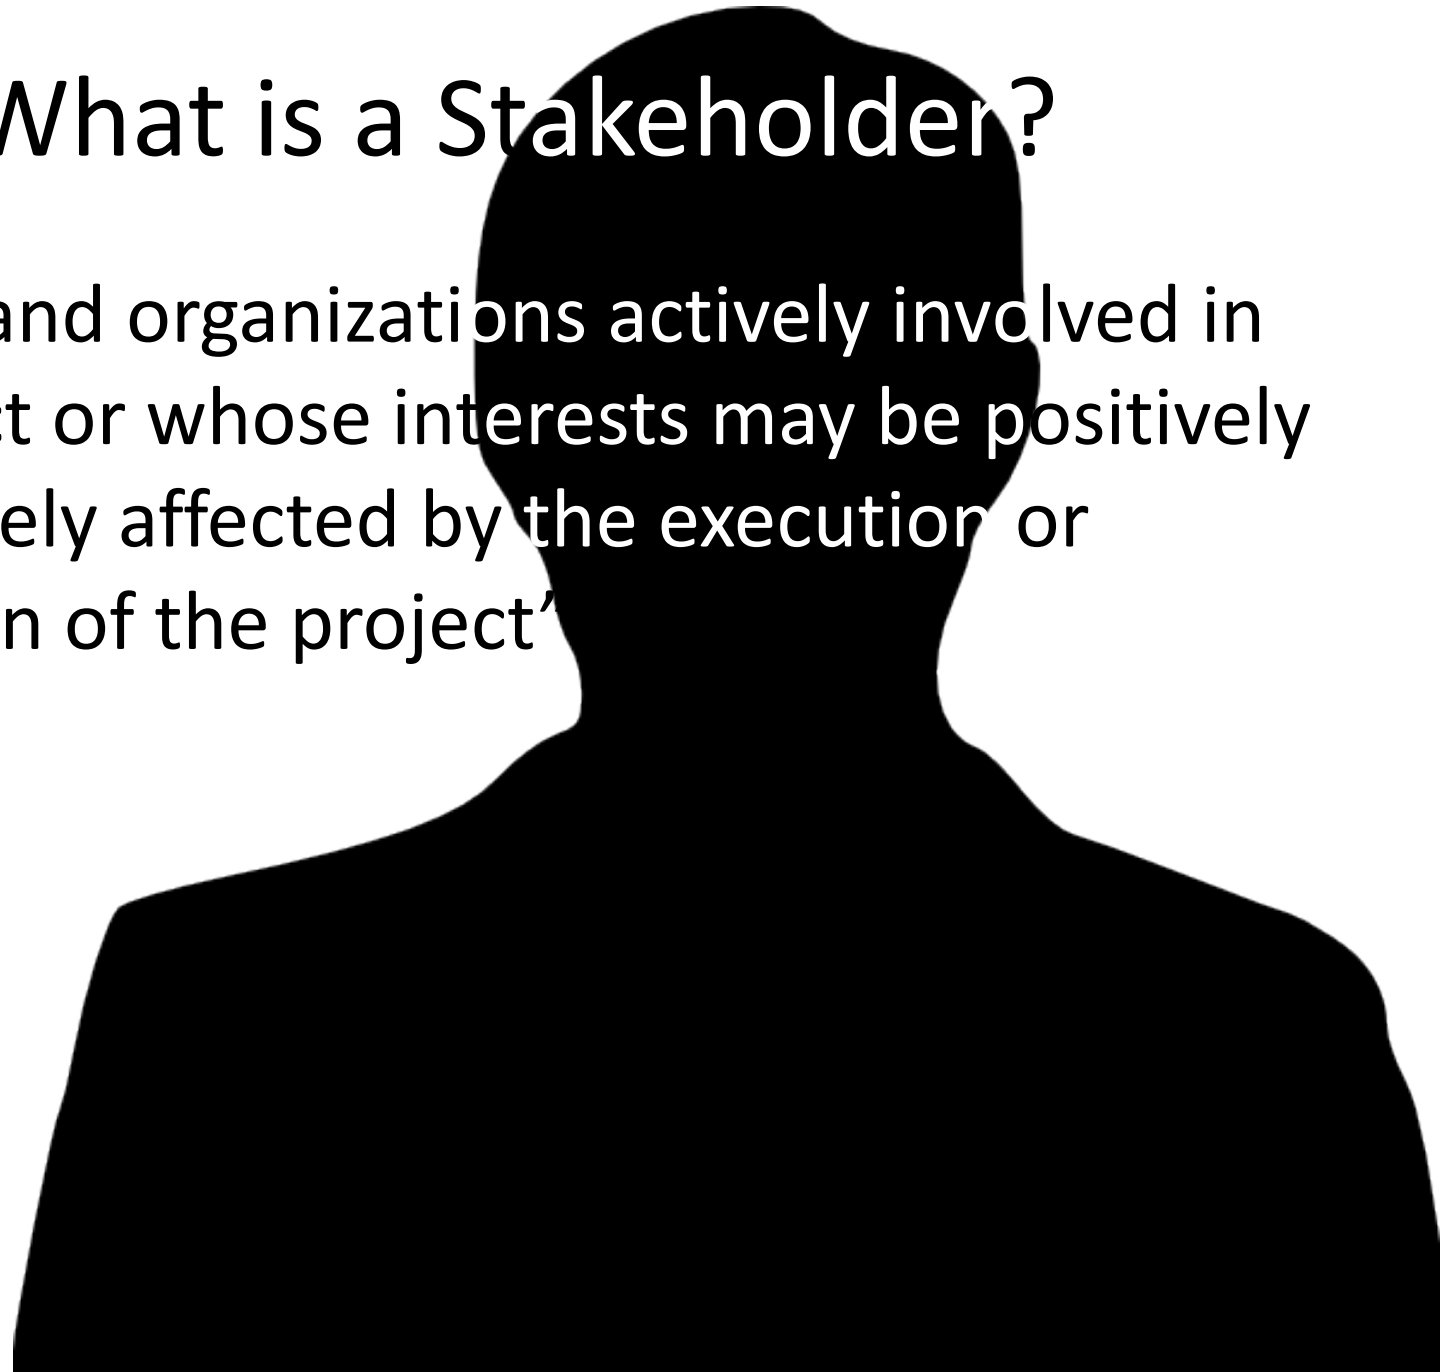 What is a Stakeholder?
and organizations actively involved in
or whose interests may be positively
affected by the execution or
of the project”